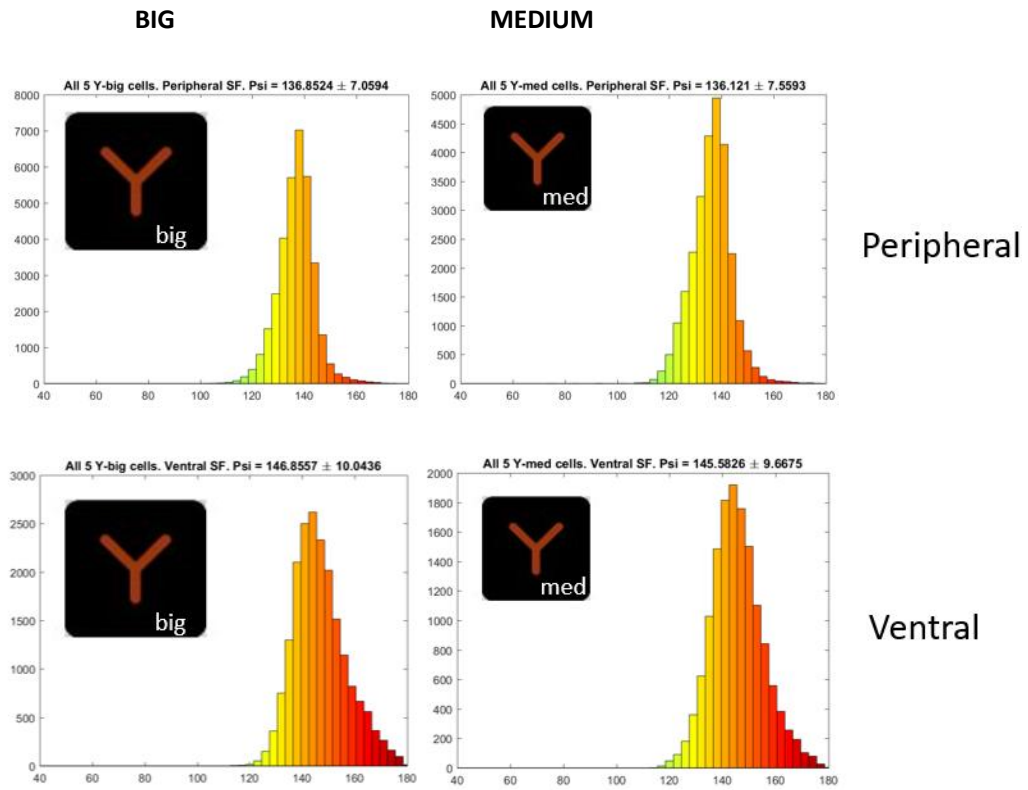 BIG
MEDIUM
All 5 Y-big cells. Peripheral SF. Psi = 136.8524 ± 7.0594
8000
7000
6000
5000
4000
3000
2000
1000
0
40 60 80 100 120 140 160 180
big
All 5 Y-med cells. Peripheral SF. Psi = 136.121 ± 7.5593
5000
4500
4000
3500
3000
2500
2000
1500
1000
500
0
40 60 80 100 120 140 160 180
med
Peripheral
All 5 Y-big cells. Ventral SF. Psi = 146.8557 ± 10.0436
3000
2500
2000
1500
1000
500
0
40 60 80 100 120 140 160 180
big
All 5 Y-med cells. Ventral SF. Psi = 145.5826 ± 9.6675
2000
1800
1600
1400
1200
1000
800
600
400
200
0
40 60 80 100 120 140 160 180
med
Ventral